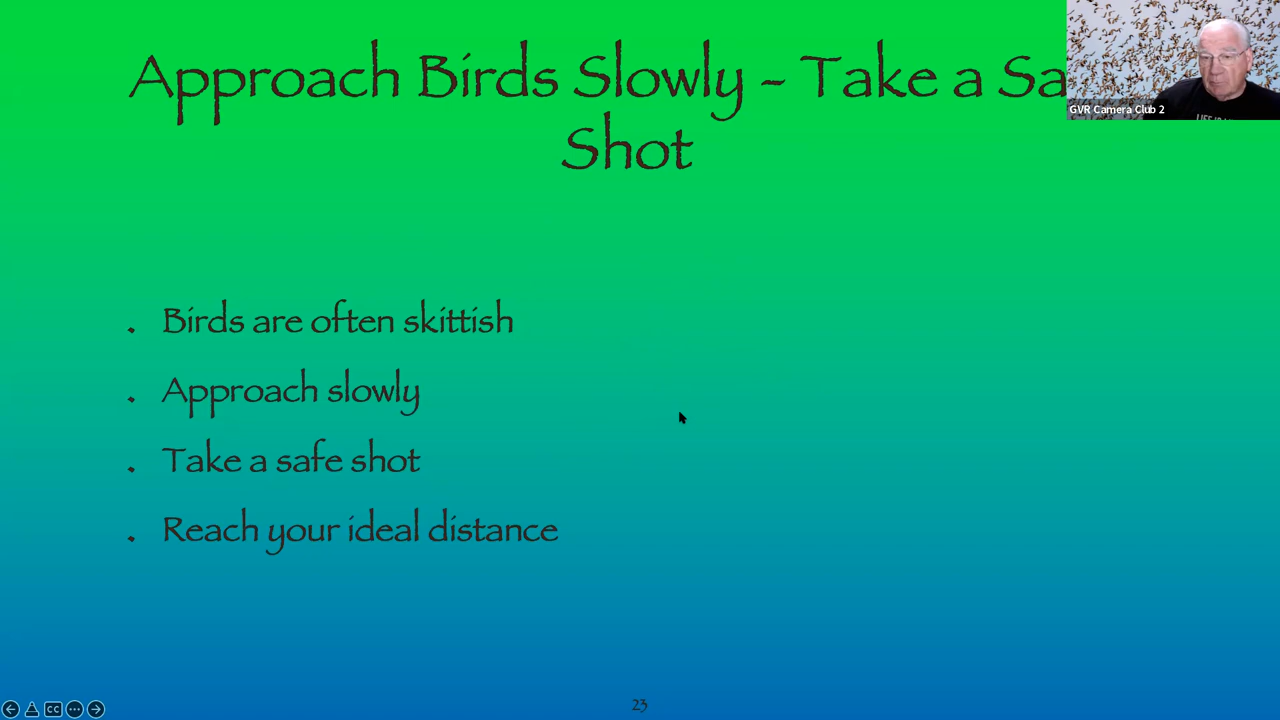 Approach Birds Slowly - Take a Sa
Shot
GVR Camera Club 2
. Birds are often skittish
. Approach slowly
. Take a safe shot
. Reach your ideal distance
CC
23